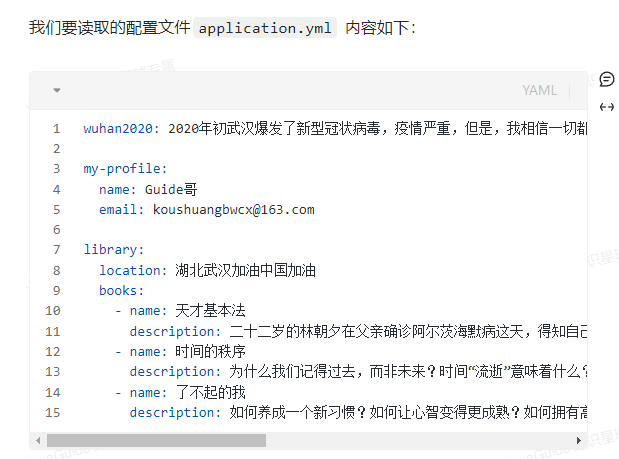 我们要读取的配置文件 application.yml 内容如下：
YAML
1 wuhan2020: 2020年初武汉爆发了新型冠状病毒，疫情严重，但是，我相信一切都
2
3 my-profile:
4 name: Guide哥
5 email: koushuangbwcx@163.com
6
7 library:
8 location: 湖北武汉加油中国加油
9 books:
10 - name: 天才基本法
11 description: 二十二岁的林朝夕在父亲确诊阿尔茨海默病这天，得知自己
12 - name: 时间的秩序
13 description: 为什么我们记得过去，而非未来？时间“流逝”意味着什么？
14 - name: 了不起的我
15 description: 如何养成一个新习惯？如何让心智变得更成熟？如何拥有高